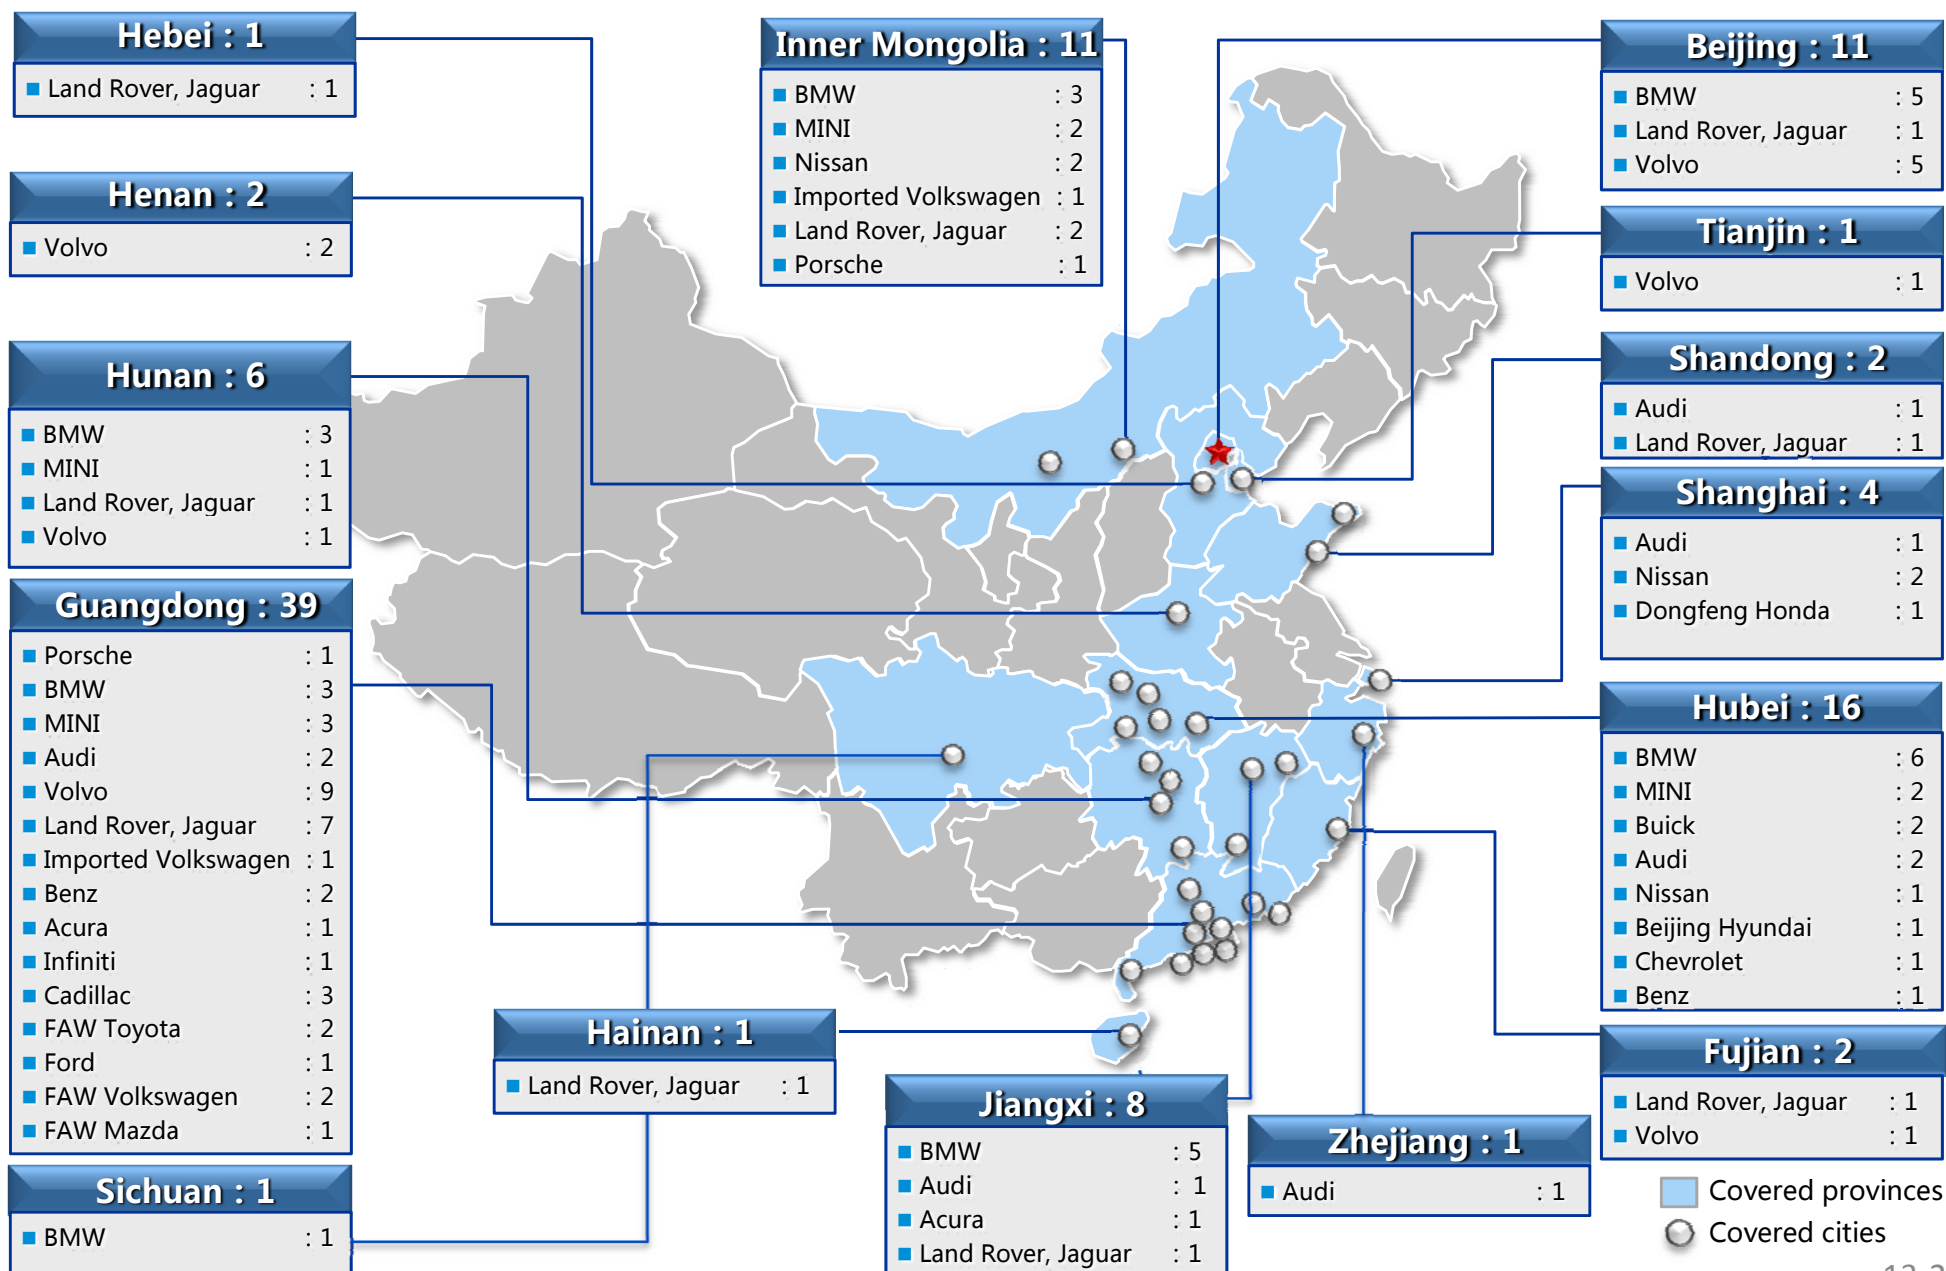 Hebei : 1
Land Rover, Jaguar : 1
Henan : 2
Volvo : 2
Hunan : 6
BMW : 3
MINI : 1
Land Rover, Jaguar : 1
Volvo : 1
Guangdong : 39
Porsche : 1
BMW : 3
MINI : 3
Audi : 2
Volvo : 9
Land Rover, Jaguar : 7
Imported Volkswagen : 1
Benz : 2
Acura : 1
Infiniti : 1
Cadillac : 3
FAW Toyota : 2
Ford : 1
FAW Volkswagen : 2
FAW Mazda : 1
Sichuan : 1
BMW : 1
Inner Mongolia : 11
BMW : 3
MINI : 2
Nissan : 2
Imported Volkswagen : 1
Land Rover, Jaguar : 2
Porsche : 1
Hainan : 1
Land Rover, Jaguar : 1
Jiangxi : 8
BMW : 5
Audi : 1
Acura : 1
Land Rover, Jaguar : 1
Zhejiang : 1
Audi : 1
Beijing : 11
BMW : 5
Land Rover, Jaguar : 1
Volvo : 5
Tianjin : 1
Volvo : 1
Shandong : 2
Audi : 1
Land Rover, Jaguar : 1
Shanghai : 4
Audi : 1
Nissan : 2
Dongfeng Honda : 1
Hubei : 16
BMW : 6
MINI : 2
Buick : 2
Audi : 2
Nissan : 1
Beijing Hyundai : 1
Chevrolet : 1
Benz : 1
Fujian : 2
Land Rover, Jaguar : 1
Volvo : 1
Covered provinces
Covered cities